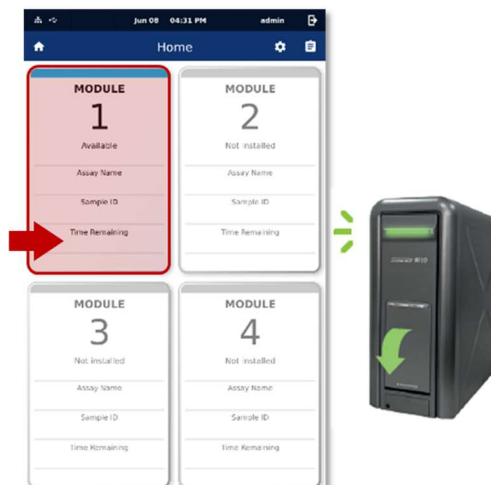 Jun 08 04:31 PM admin
Home
MODULE
1
Available
Assay Name
Sample ID
Time Remaining
MODULE
2
Not installed
Assay Name
Sample ID
Time Remaining
MODULE
3
Not installed
Assay Name
Sample ID
Time Remaining
MODULE
4
Not installed
Assay Name
Sample ID
Time Remaining
M10